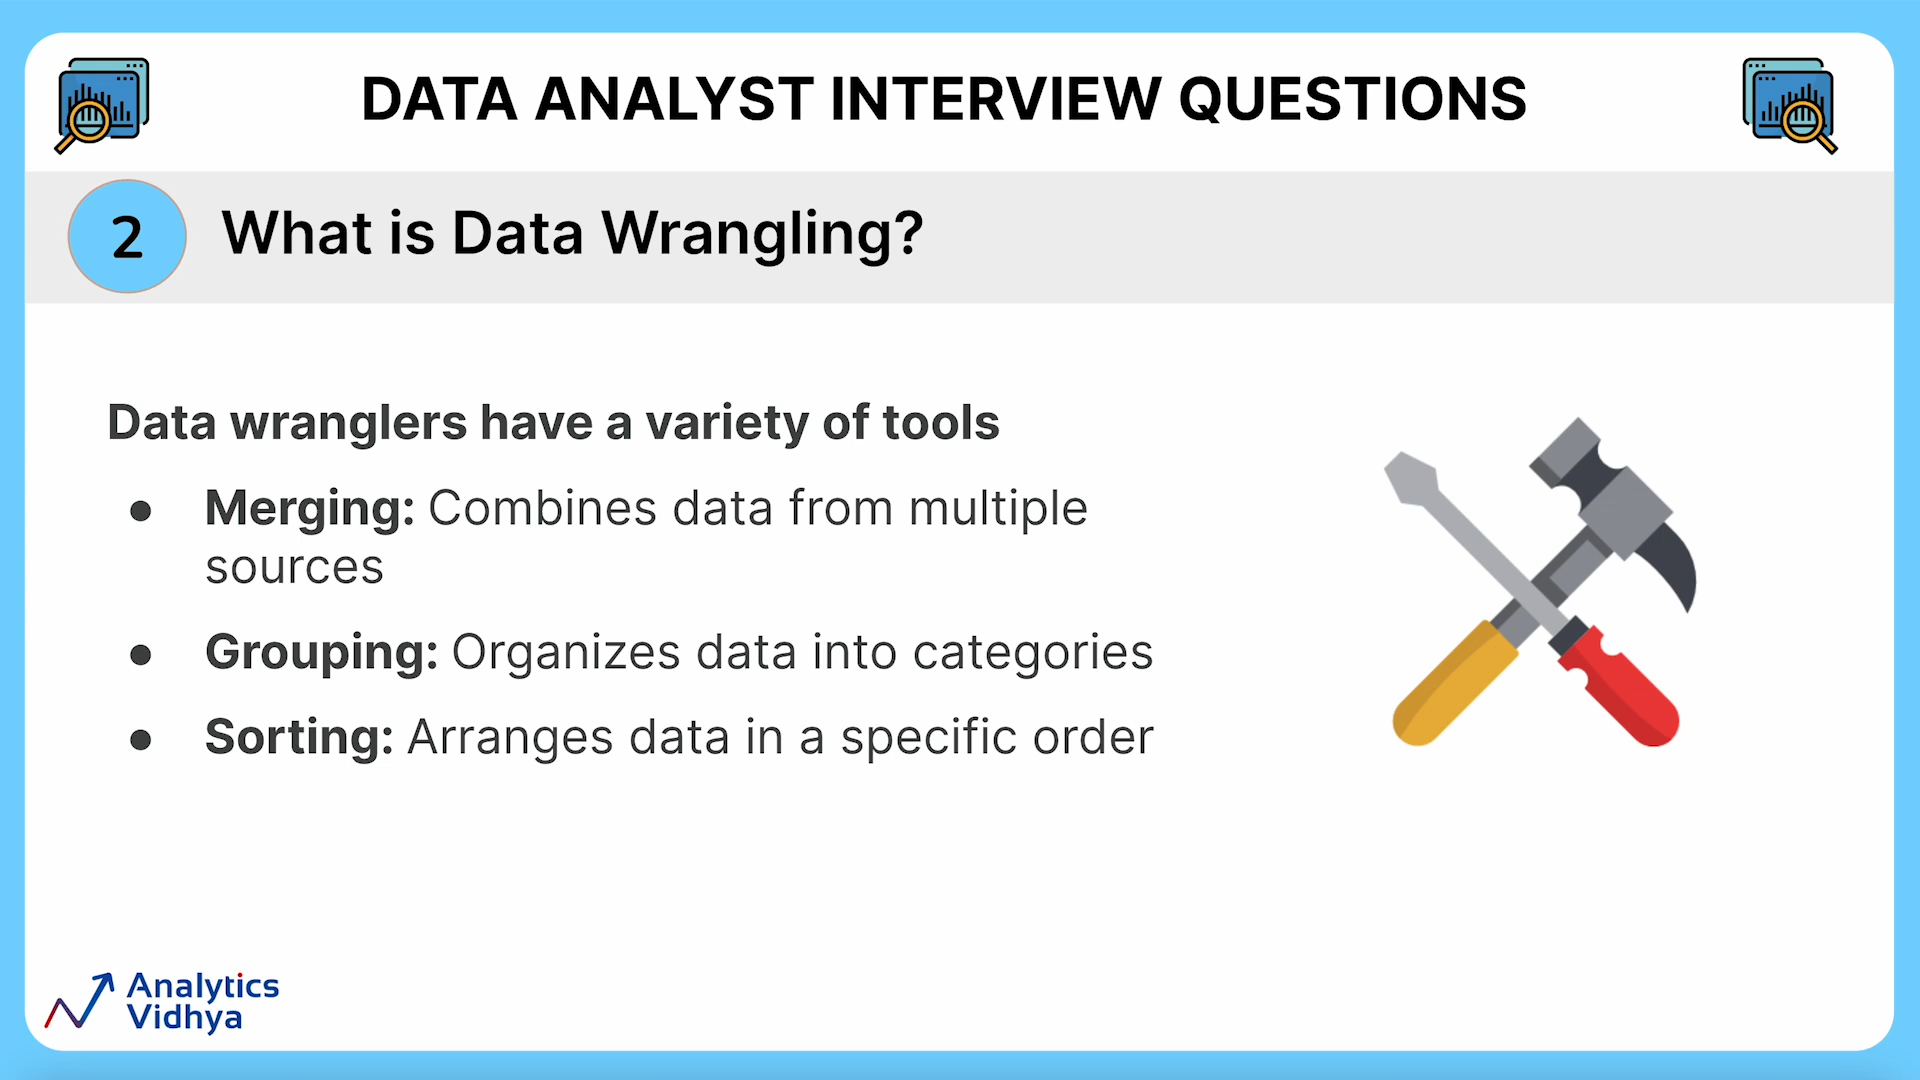 DATA ANALYST INTERVIEW QUESTIONS
2
What is Data Wrangling?
Data wranglers have a variety of tools
● Merging: Combines data from multiple
sources
● Grouping: Organizes data into categories
● Sorting: Arranges data in a specific order
Analytics
Vidhya